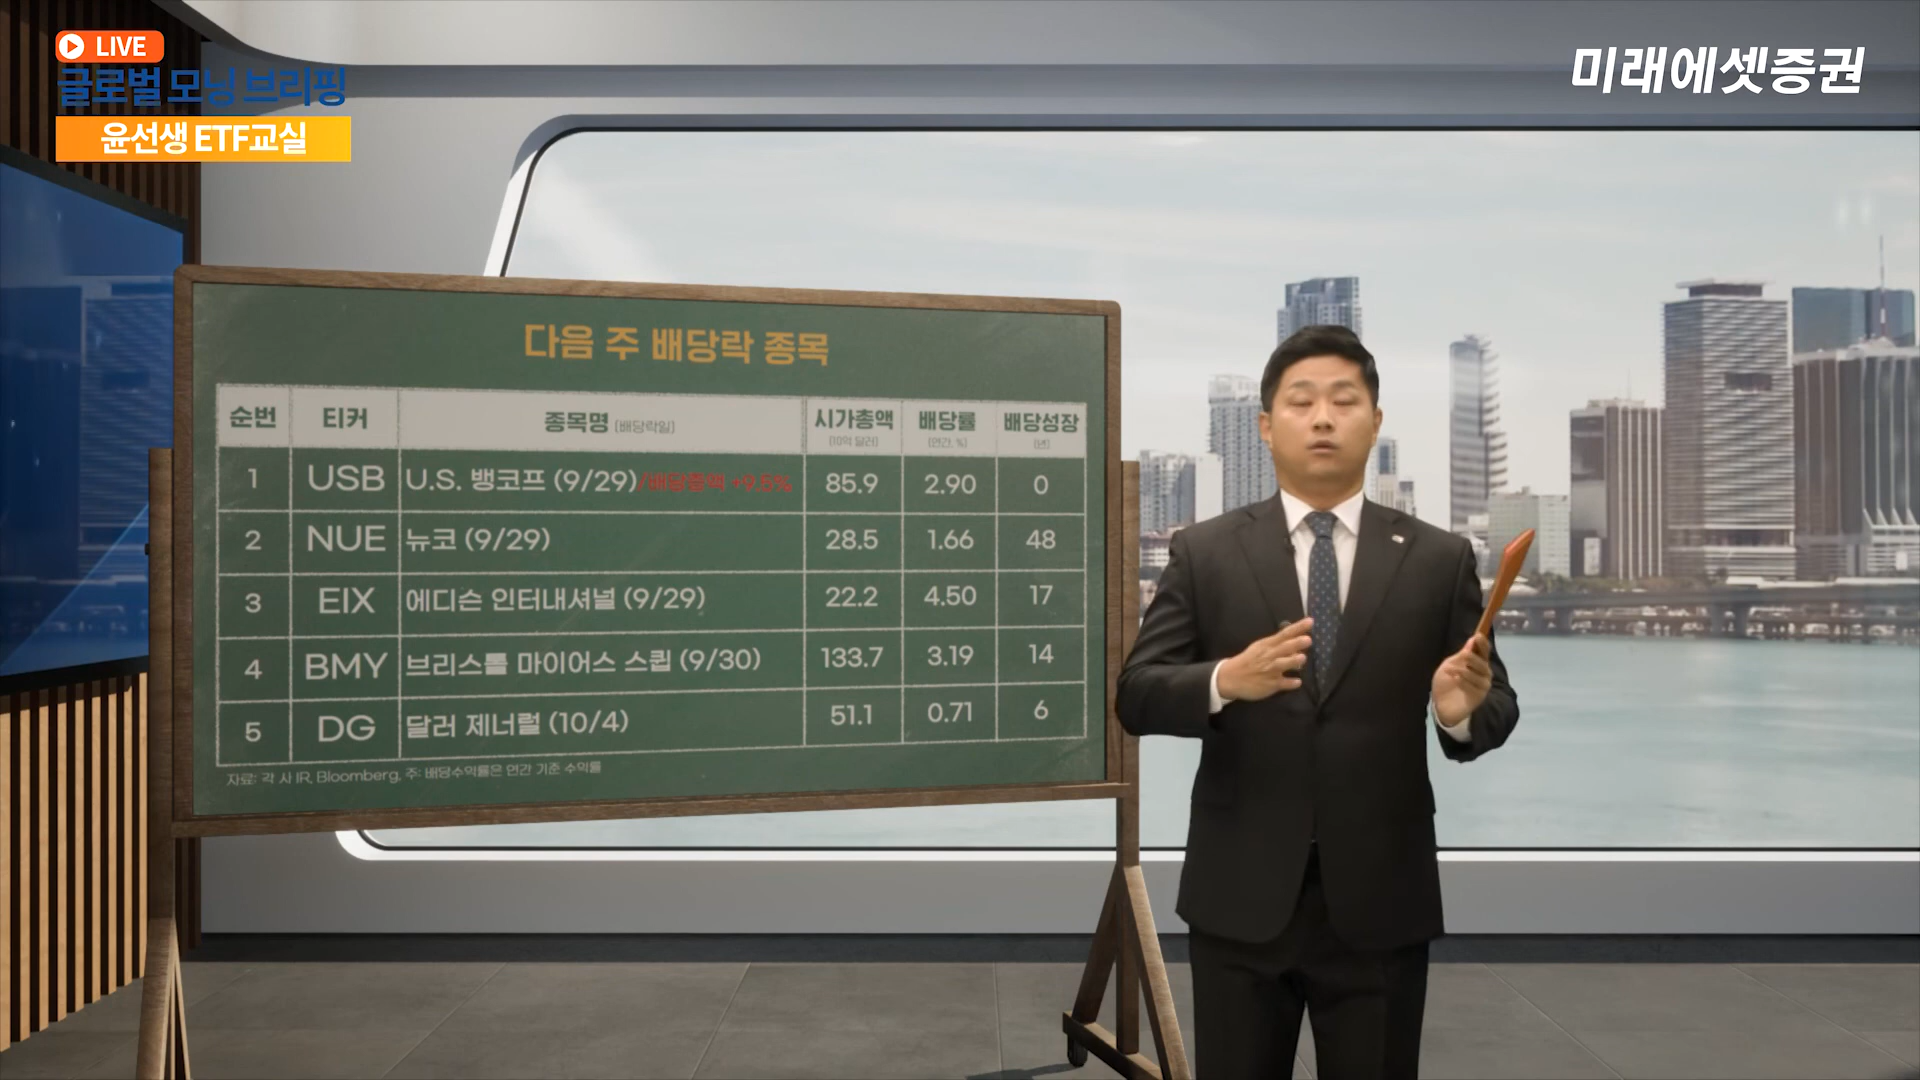 LIVE
글로벌 모닝 브리핑
윤선생 ETF교실
미래에셋증권
다음 주 배당락 종목
순번 티커 종목명 (배당락일) 시가총액 (10억 달러) 배당률 (연간, %) 배당성장 (년)
1 USB U.S. 뱅코프 (9/29)/배당총액 +9.5% 85.9 2.90 0
2 NUE 뉴코 (9/29) 28.5 1.66 48
3 EIX 에디슨 인터내셔널 (9/29) 22.2 4.50 17
4 BMY 브리스톨 마이어스 스큅 (9/30) 133.7 3.19 14
5 DG 달러 제너럴 (10/4) 51.1 0.71 6
자료: 각 사 IR, Bloomberg, 주: 배당수익률은 연간 기준 수익률